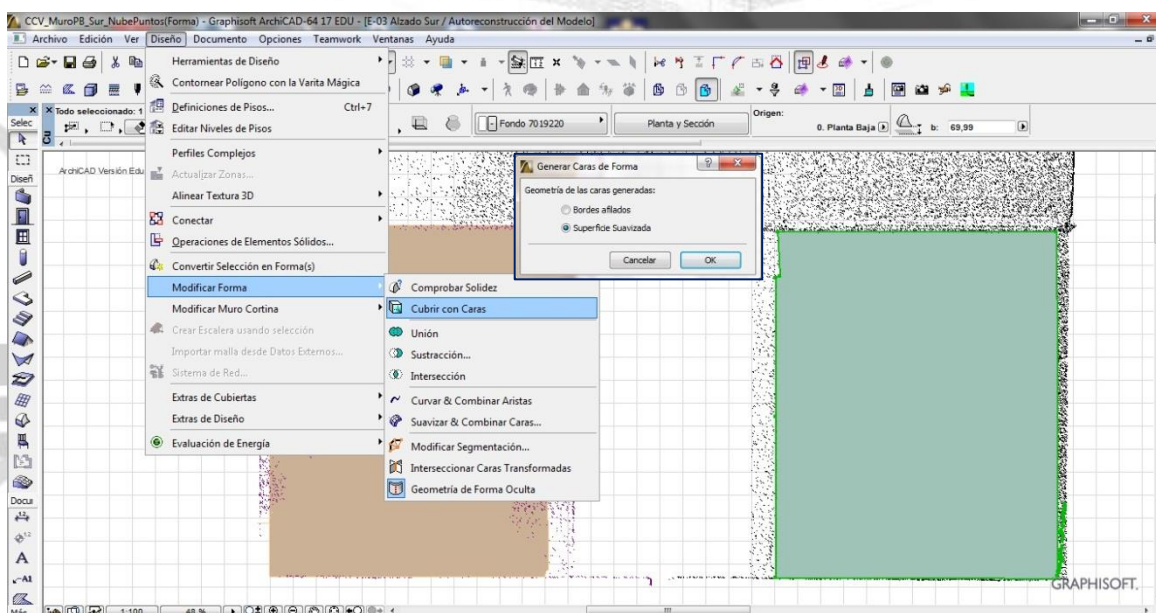 CCV_MuroPB_Sur_NubePuntos(Forma) - Graphisoft ArchiCAD-64 17 EDU - [E-03 Alzado Sur / Autoreconstrucción del Modelo]
Archivo Edición Ver Diseño Documento Opciones Teamwork Ventanas Ayuda
Herramientas de Diseño
Contornear Polígono con la Varita Mágica
Todo seleccionado: 1
Definiciones de Pisos... Ctrl+7
Selec
Editar Niveles de Pisos
Fondo 7019220
Planta y Sección
Origen:
0. Planta Baja
b: 69,99
Perfiles Complejos
ArchiCAD Versión Edu
Diseñ
Actualizar Zonas...
Alinear Textura 3D
Conectar
Operaciones de Elementos Sólidos...
Convertir Selección en Forma(s)
Modificar Forma
Modificar Muro Cortina
Crear Escalera usando selección
Importar malla desde Datos Externos...
Sistema de Red...
Extras de Cubiertas
Extras de Diseño
Evaluación de Energía
Comprobar Solidez
Cubrir con Caras
Unión
Sustracción...
Intersección
Curvar & Combinar Aristas
Suavizar & Combinar Caras...
Modificar Segmentación...
Interseccionar Caras Transformadas
Geometría de Forma Oculta
Generar Caras de Forma
Geometría de las caras generadas:
Bordes afilados
Superficie Suavizada
Cancelar OK
Docu
A
A1
GRAPHISOFT.
Más
1:100
48 %